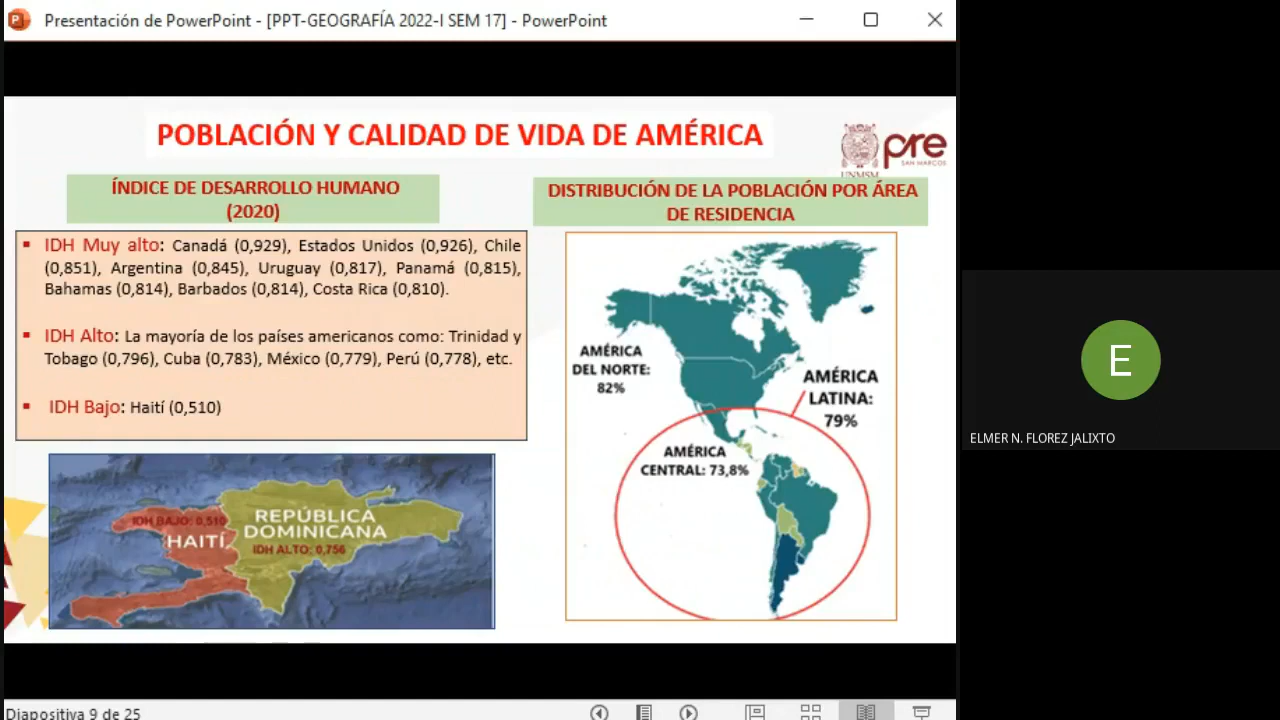 Presentación de PowerPoint - [PPT-GEOGRAFÍA 2022-I SEM 17] - PowerPoint
POBLACIÓN Y CALIDAD DE VIDA DE AMÉRICA
pre
SAN MARCOS
UNMSM
ÍNDICE DE DESARROLLO HUMANO
(2020)
▪ IDH Muy alto: Canadá (0,929), Estados Unidos (0,926), Chile
(0,851), Argentina (0,845), Uruguay (0,817), Panamá (0,815),
Bahamas (0,814), Barbados (0,814), Costa Rica (0,810).
▪ IDH Alto: La mayoría de los países americanos como: Trinidad y
Tobago (0,796), Cuba (0,783), México (0,779), Perú (0,778), etc.
▪ IDH Bajo: Haití (0,510)
IDH BAJO: 0,510
HAITÍ
REPÚBLICA
DOMINICANA
IDH ALTO: 0,756
DISTRIBUCIÓN DE LA POBLACIÓN POR ÁREA
DE RESIDENCIA
AMÉRICA
DEL NORTE:
82%
AMÉRICA
LATINA:
79%
AMÉRICA
CENTRAL: 73,8%
E
ELMER N. FLOREZ JALIXTO
Diapositiva 9 de 25